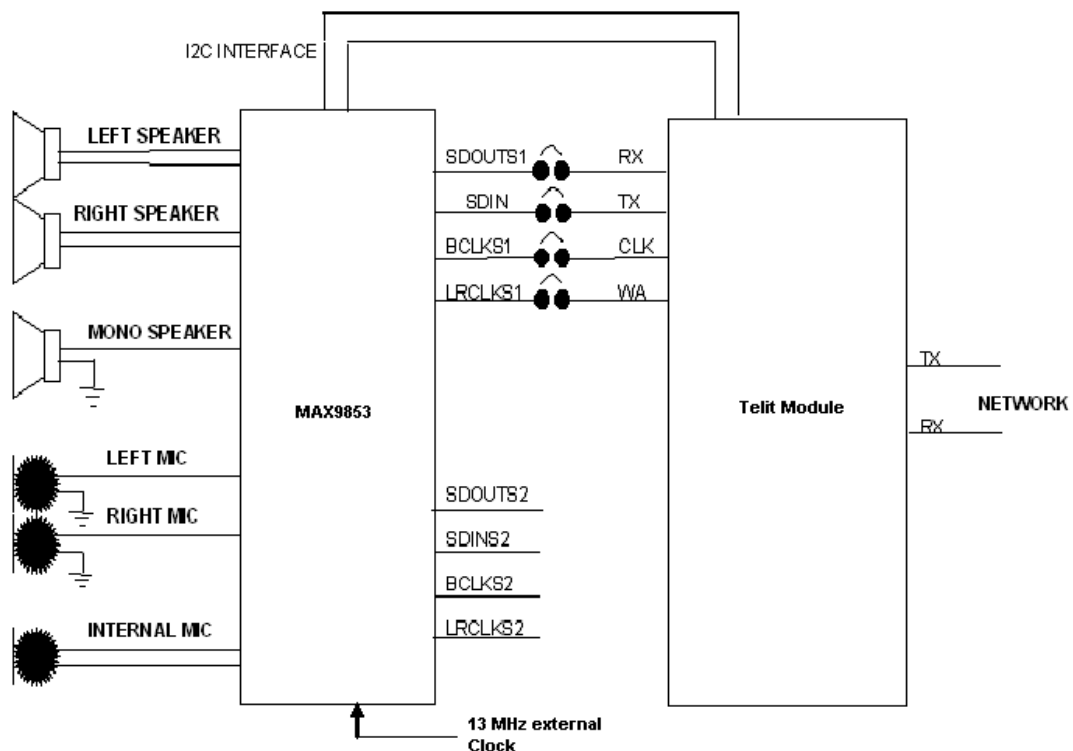 I2C INTERFACE
LEFT SPEAKER
RIGHT SPEAKER
MONO SPEAKER
LEFT MIC
RIGHT MIC
INTERNAL MIC
MAX9853
SDOUTS1
SDIN
BCLKS1
LRCLKS1
RX
TX
CLK
WA
SDOUTS2
SDINS2
BCLKS2
LRCLKS2
13 MHz external
Clock
Telit Module
TX
NETWORK
RX